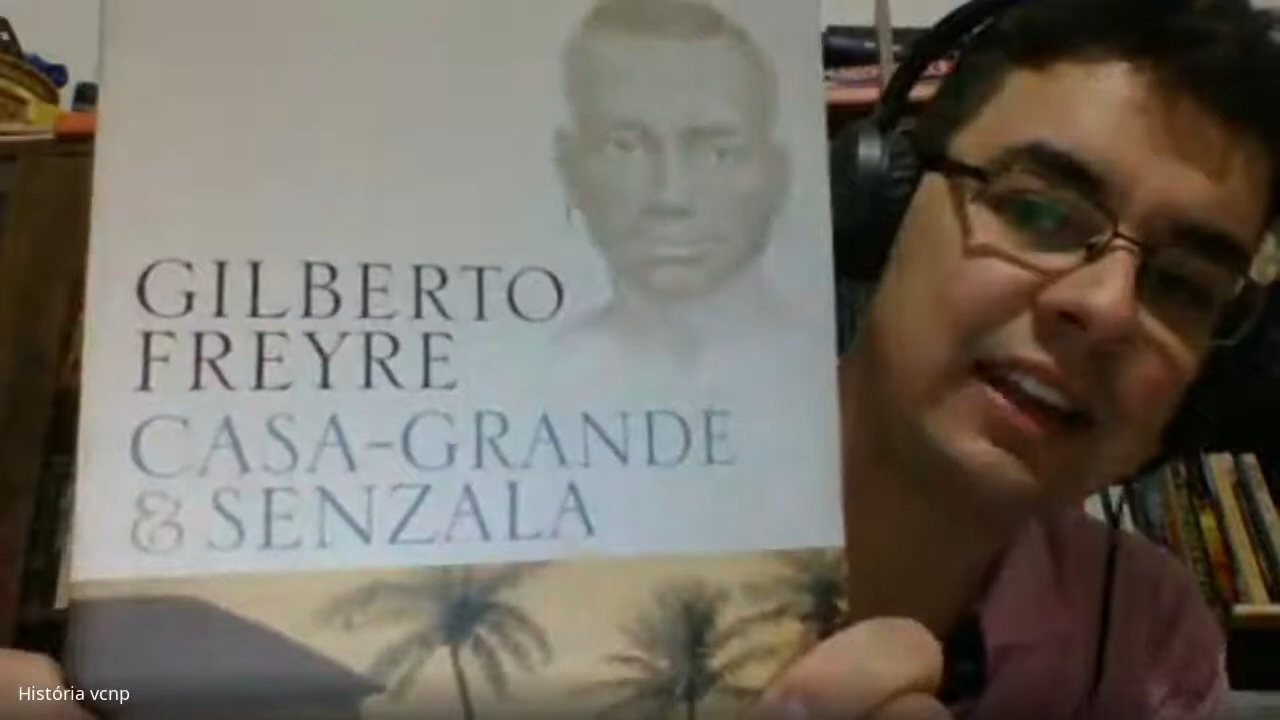 GILBERTO
FREYRE
CASA-GRANDE
& SENZALA
História vcnp